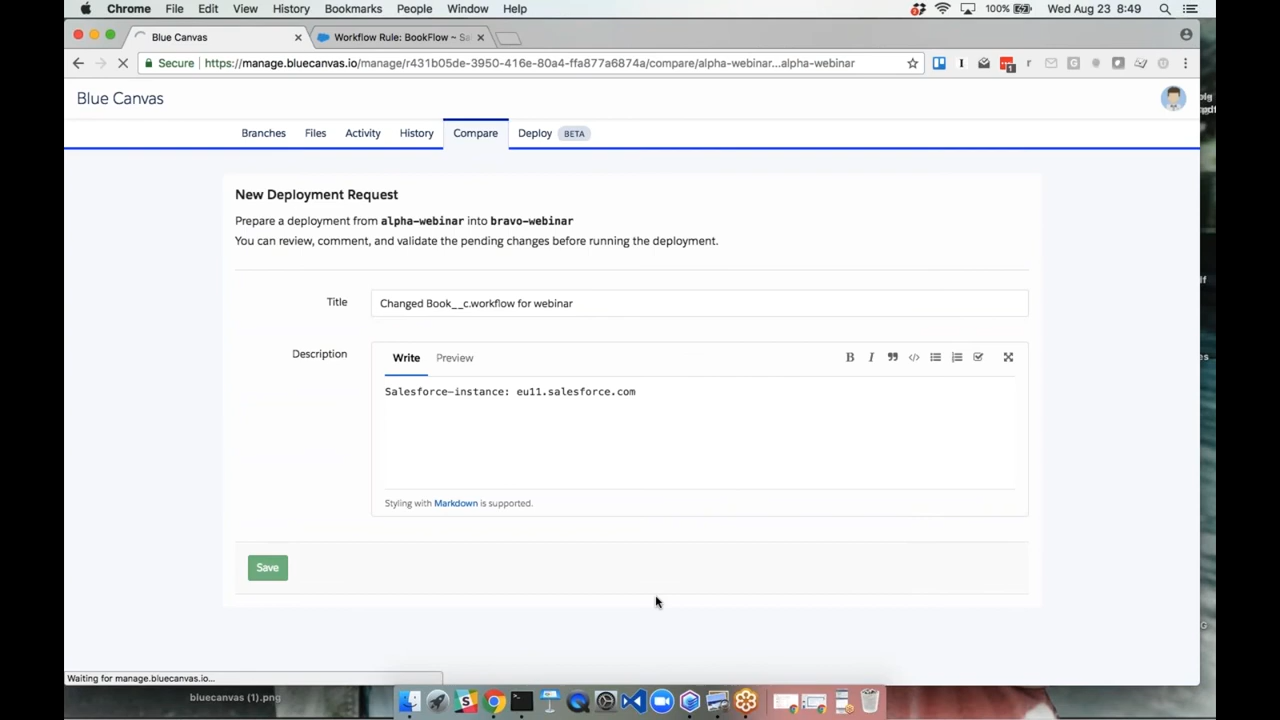 Chrome File Edit View History Bookmarks People Window Help 100% Wed Aug 23 8:49
Blue Canvas
Workflow Rule: BookFlow ~ Sa
Secure https://manage.bluecanvas.io/manage/r431b05de-3950-416e-80a4-ffa877a6874a/compare/alpha-webinar...alpha-webinar
Blue Canvas
Branches Files Activity History Compare Deploy BETA
New Deployment Request
Prepare a deployment from alpha-webinar into bravo-webinar
You can review, comment, and validate the pending changes before running the deployment.
Title
Changed Book__c.workflow for webinar
Description
Write Preview
Salesforce-instance: eu11.salesforce.com
Styling with Markdown is supported.
Save
Waiting for manage.bluecanvas.io...
bluecanvas (1).png